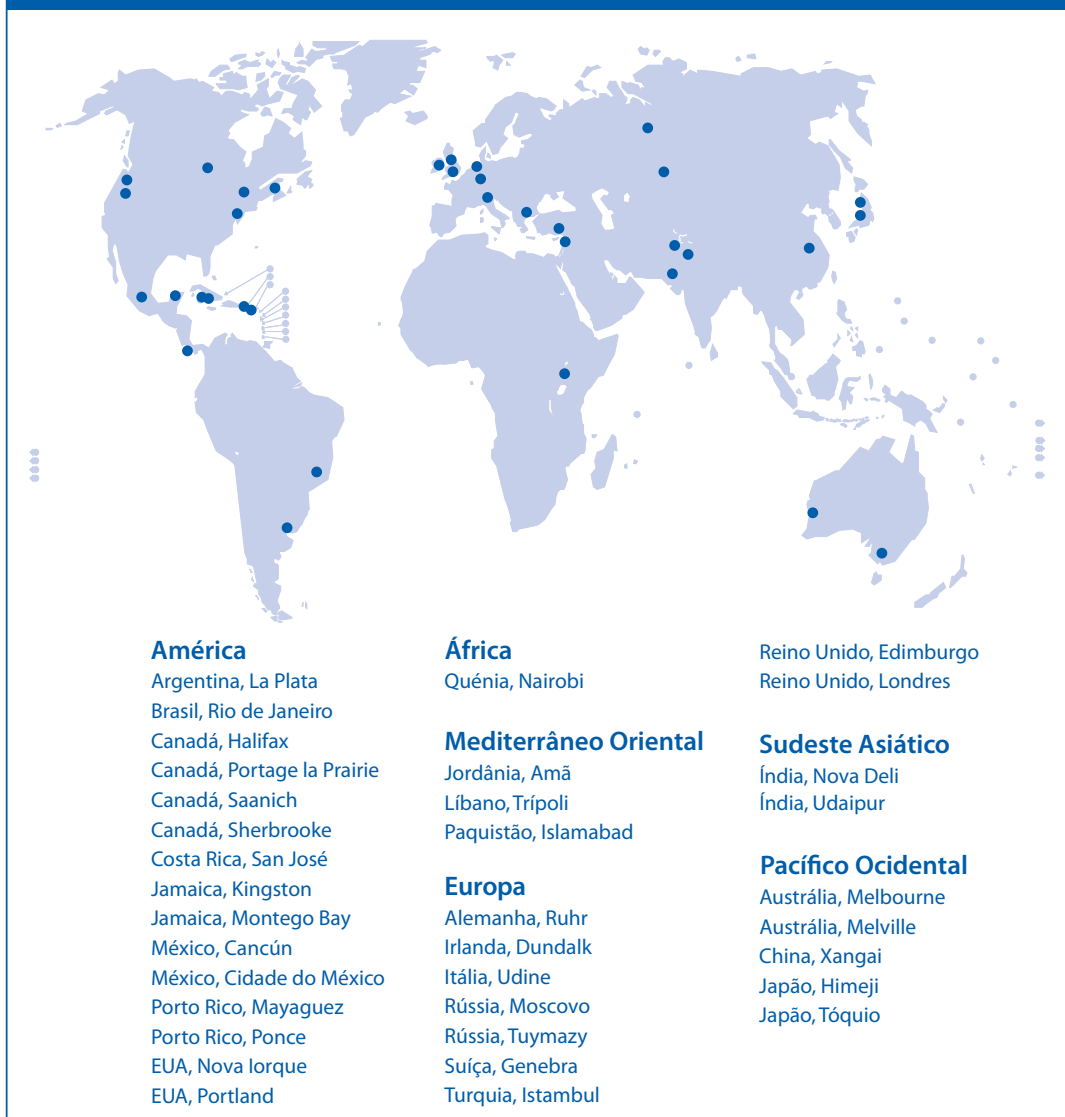 América
Argentina, La Plata
Brasil, Rio de Janeiro
Canadá, Halifax
Canadá, Portage la Prairie
Canadá, Saanich
Canadá, Sherbrooke
Costa Rica, San José
Jamaica, Kingston
Jamaica, Montego Bay
México, Cancún
México, Cidade do México
Porto Rico, Mayaguez
Porto Rico, Ponce
EUA, Nova Iorque
EUA, Portland
África
Quénia, Nairobi
Mediterrâneo Oriental
Jordânia, Amã
Líbano, Trípoli
Paquistão, Islamabad
Europa
Alemanha, Ruhr
Irlanda, Dundalk
Itália, Udine
Rússia, Moscovo
Rússia, Tuymazy
Suíça, Genebra
Turquia, Istambul
Reino Unido, Edimburgo
Reino Unido, Londres
Sudeste Asiático
Índia, Nova Deli
Índia, Udaipur
Pacífico Ocidental
Austrália, Melbourne
Austrália, Melville
China, Xangai
Japão, Himeji
Japão, Tóquio